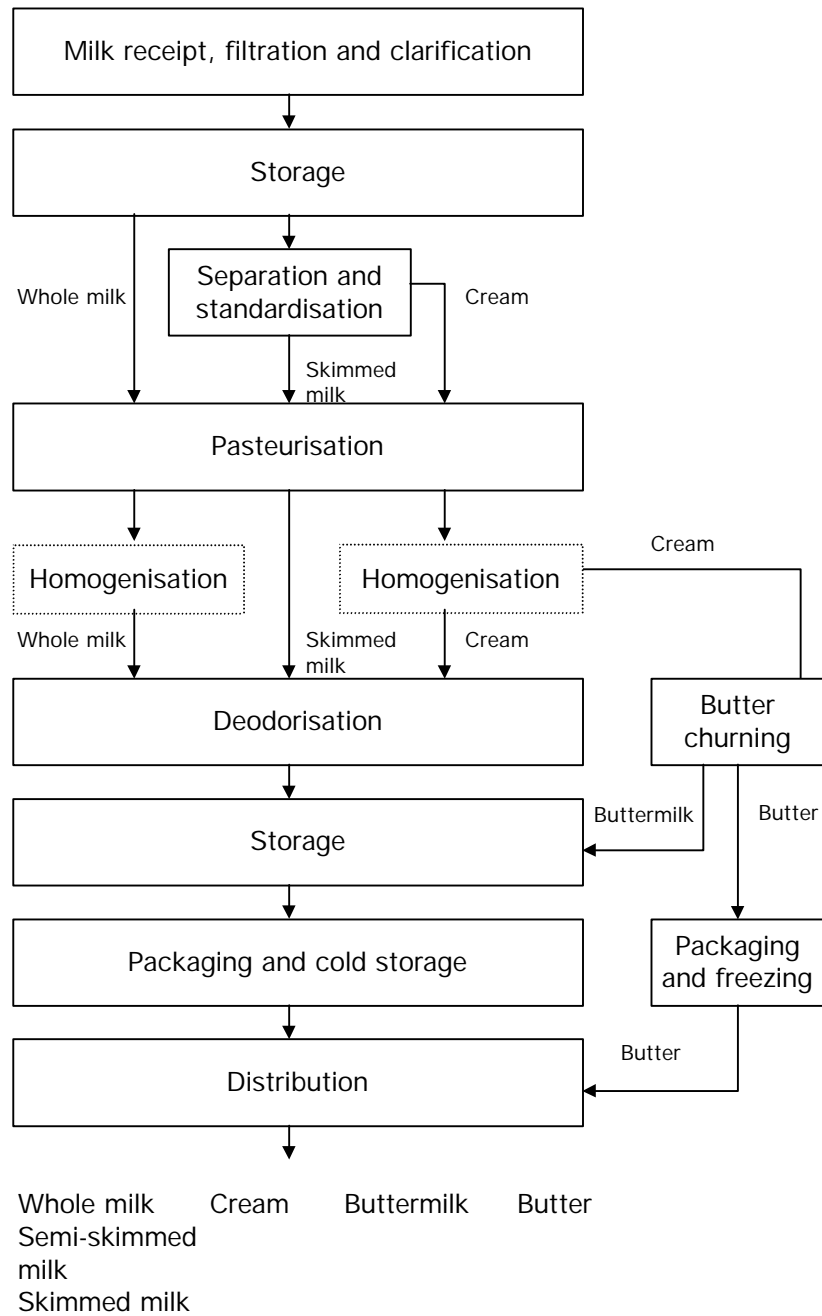 Milk receipt, filtration and clarification
Storage
Whole milk
Separation and
standardisation
Cream
Skimmed
milk
Pasteurisation
Cream
Homogenisation
Homogenisation
Whole milk
Skimmed
milk
Cream
Deodorisation
Butter
churning
Buttermilk
Butter
Storage
Packaging and cold storage
Packaging
and freezing
Butter
Distribution
Whole milk Cream Buttermilk Butter
Semi-skimmed
milk
Skimmed milk